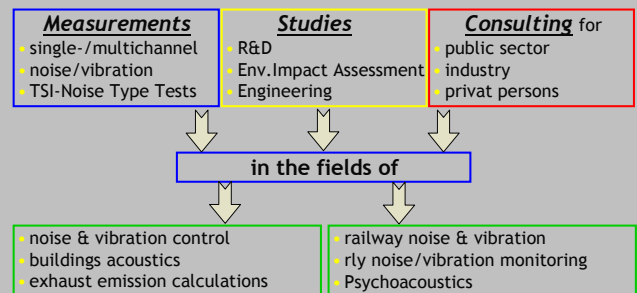 Measurements
• single-/multichannel
• noise/vibration
• TSI-Noise Type Tests
Studies
• R&D
• Env.Impact Assessment
• Engineering
Consulting for
• public sector
• industry
• privat persons
in the fields of
• noise & vibration control
• buildings acoustics
• exhaust emission calculations
• railway noise & vibration
• rly noise/vibration monitoring
• Psychoacoustics